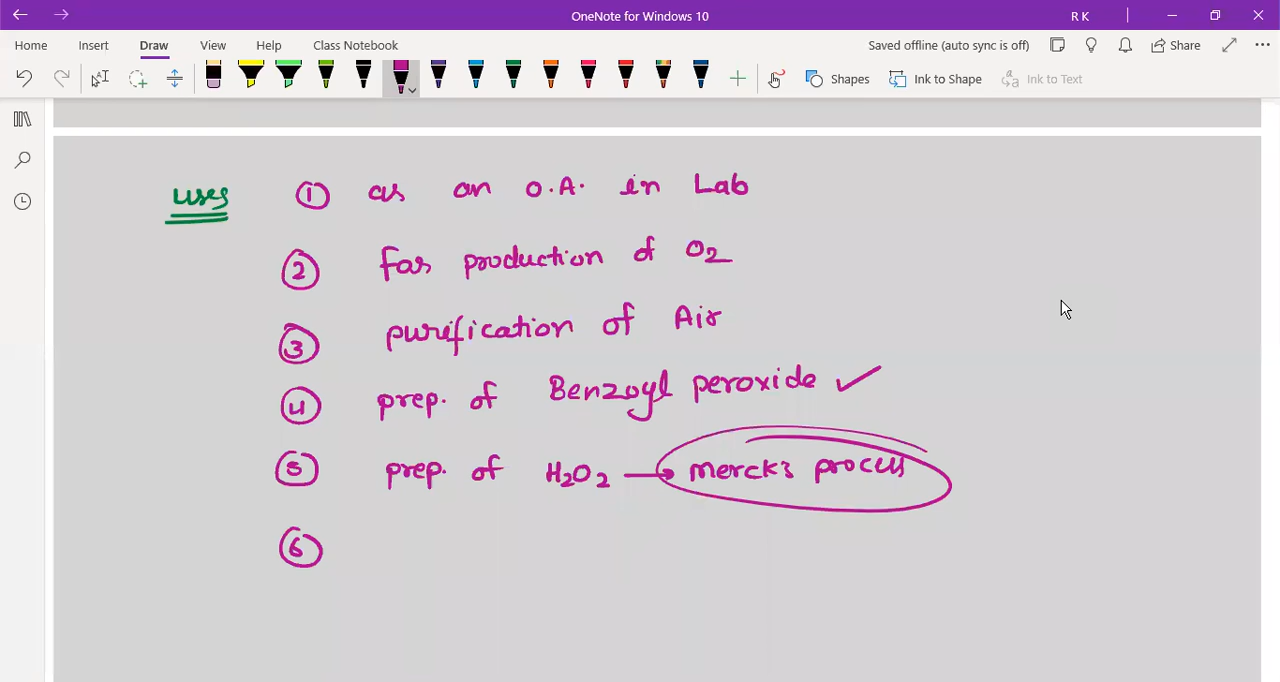 OneNote for Windows 10
R K
Home Insert Draw View Help Class Notebook
Saved offline (auto sync is off) Share
Shapes Ink to Shape Ink to Text
uses ① as an O.A. in Lab
② for production of O2
③ purification of Air
④ prep. of Benzoyl peroxide ✓
⑤ prep. of H2O2 → merck's process
⑥